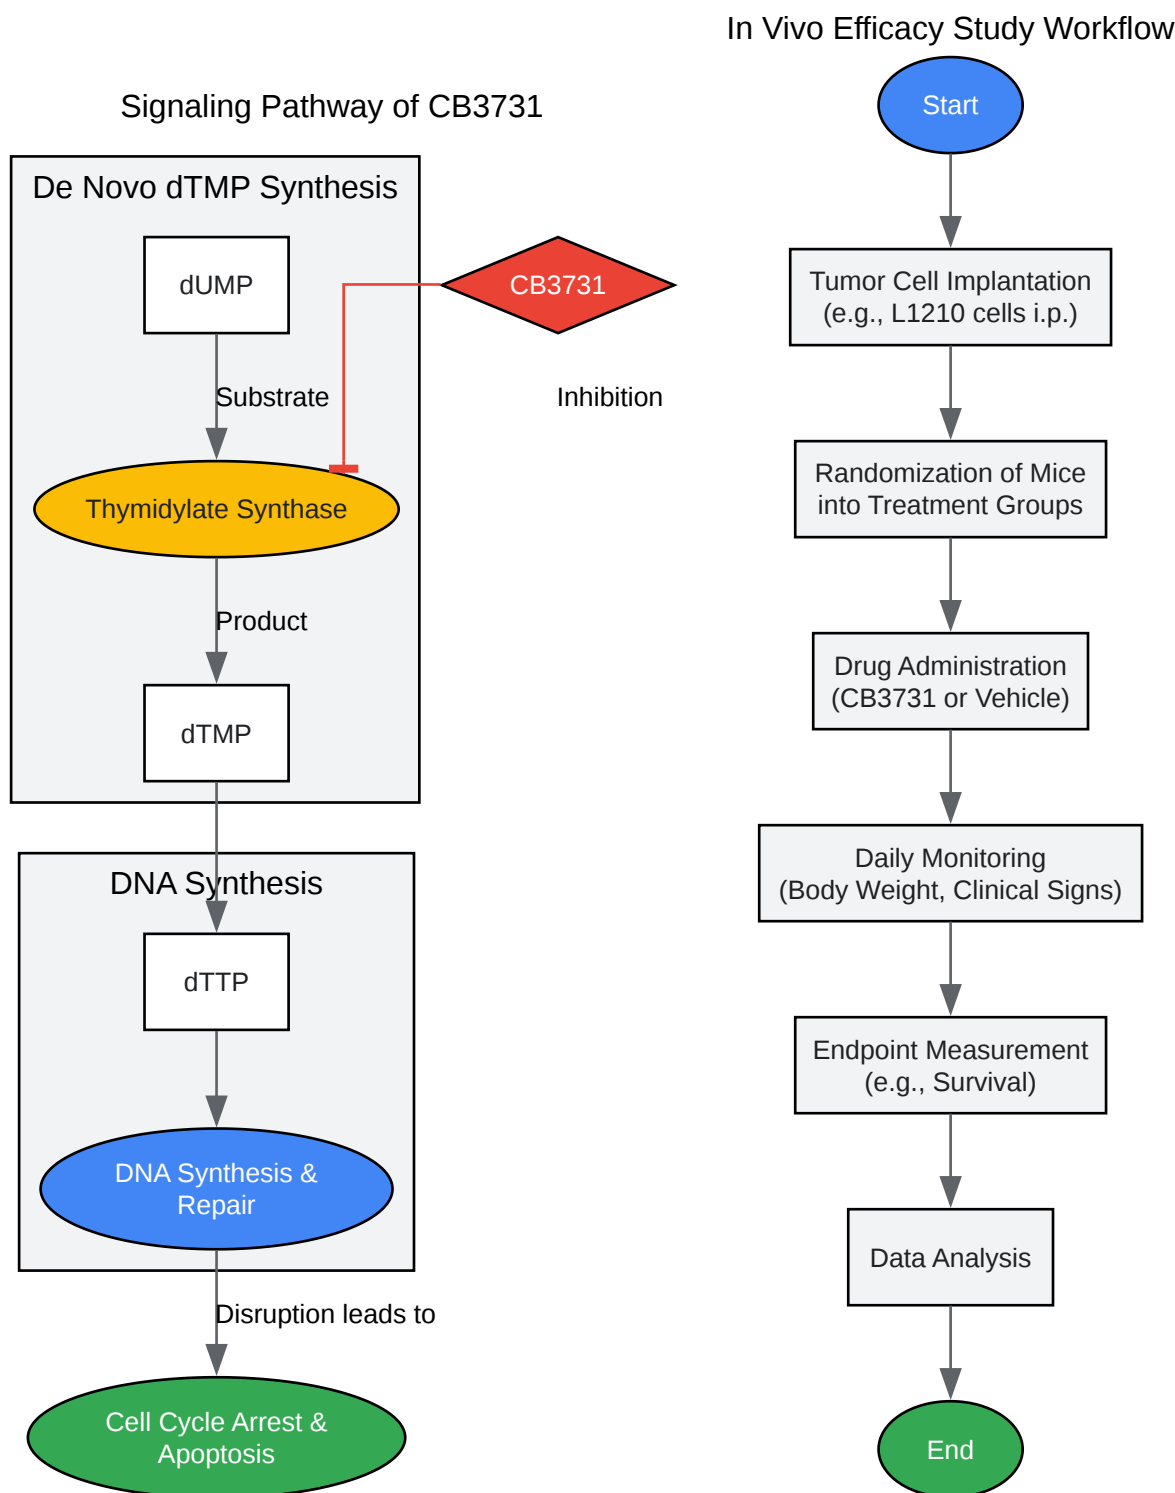 Signaling Pathway of CB3731
De Novo dTMP Synthesis
dUMP
CB3731
Substrate
Inhibition
Thymidylate Synthase
Product
dTMP
DNA Synthesis
dTTP
DNA Synthesis &
Repair
Disruption leads to
Cell Cycle Arrest &
Apoptosis
In Vivo Efficacy Study Workflow
Start
Tumor Cell Implantation
(e.g., L1210 cells i.p.)
Randomization of Mice
into Treatment Groups
Drug Administration
(CB3731 or Vehicle)
Daily Monitoring
(Body Weight, Clinical Signs)
Endpoint Measurement
(e.g., Survival)
Data Analysis
End